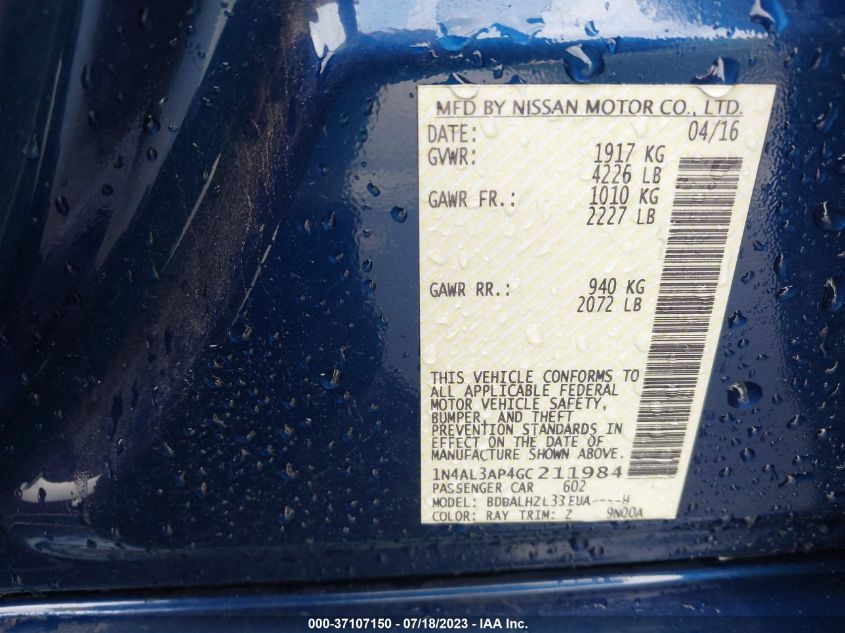 MFD BY NISSAN MOTOR CO., LTD.
DATE: 04/16
GVWR: 1917 KG
4226 LB
GAWR FR.: 1010 KG
2227 LB
GAWR RR.: 940 KG
2072 LB
THIS VEHICLE CONFORMS TO
ALL APPLICABLE FEDERAL
MOTOR VEHICLE SAFETY,
BUMPER, AND THEFT
PREVENTION STANDARDS IN
EFFECT ON THE DATE OF
MANUFACTURE SHOWN ABOVE.
1N4AL3AP4GC211984
PASSENGER CAR 602
MODEL: BDBALHZL33EUA----H
COLOR: RAY TRIM: Z 9N00A
000-37107150 - 07/18/2023 - IAA Inc.